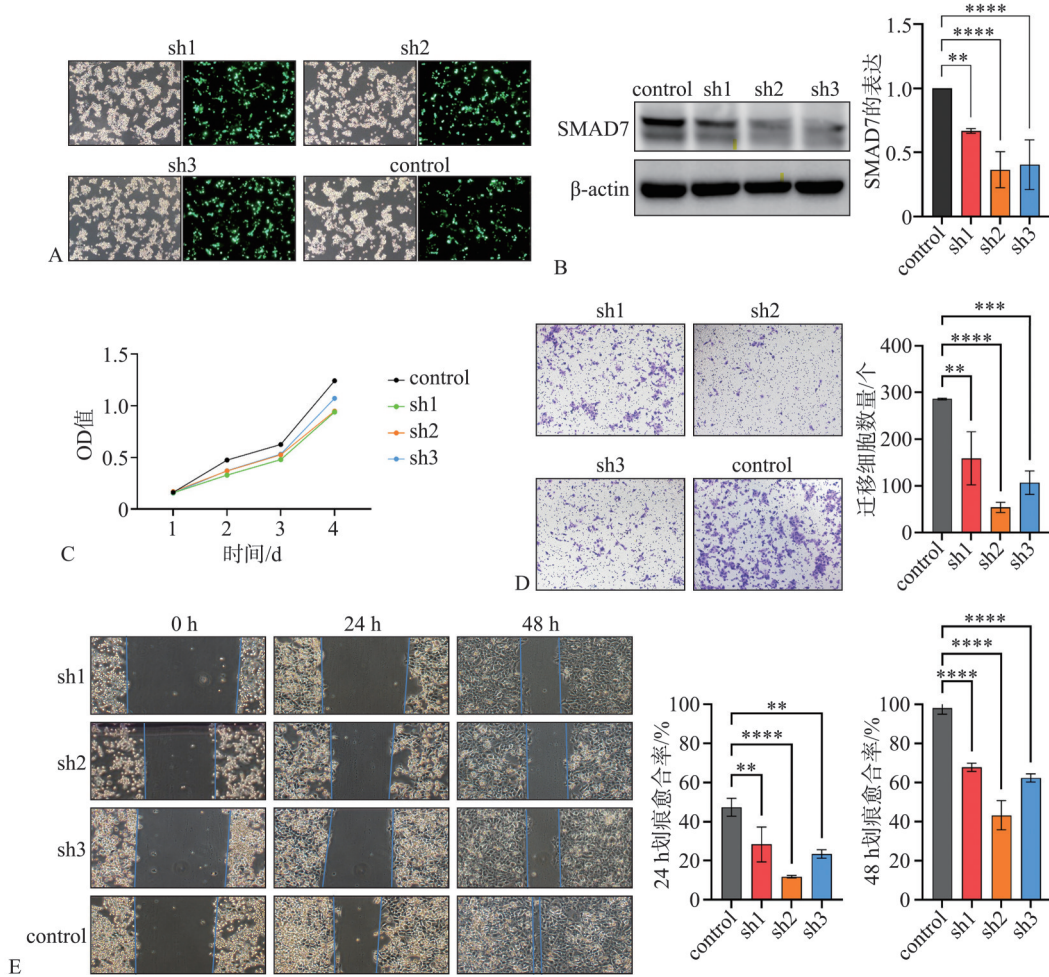 sh1
sh2
sh3
control
A
control sh1 sh2 sh3
SMAD7
β-actin
B
SMAD7的表达
1.0
0.5
0
**
****
****
control
sh1
sh2
sh3
OD值
1.5
1.0
0.5
0
1 2 3 4
时间/d
control
sh1
sh2
sh3
C
sh1
sh2
sh3
control
D
迁移细胞数量/个
400
300
200
100
0
**
****
***
control
sh1
sh2
sh3
0 h 24 h 48 h
sh1
sh2
sh3
control
E
24 h划痕愈合率/%
100
80
60
40
20
0
**
****
**
control
sh1
sh2
sh3
48 h划痕愈合率/%
100
80
60
40
20
0
****
****
****
control
sh1
sh2
sh3